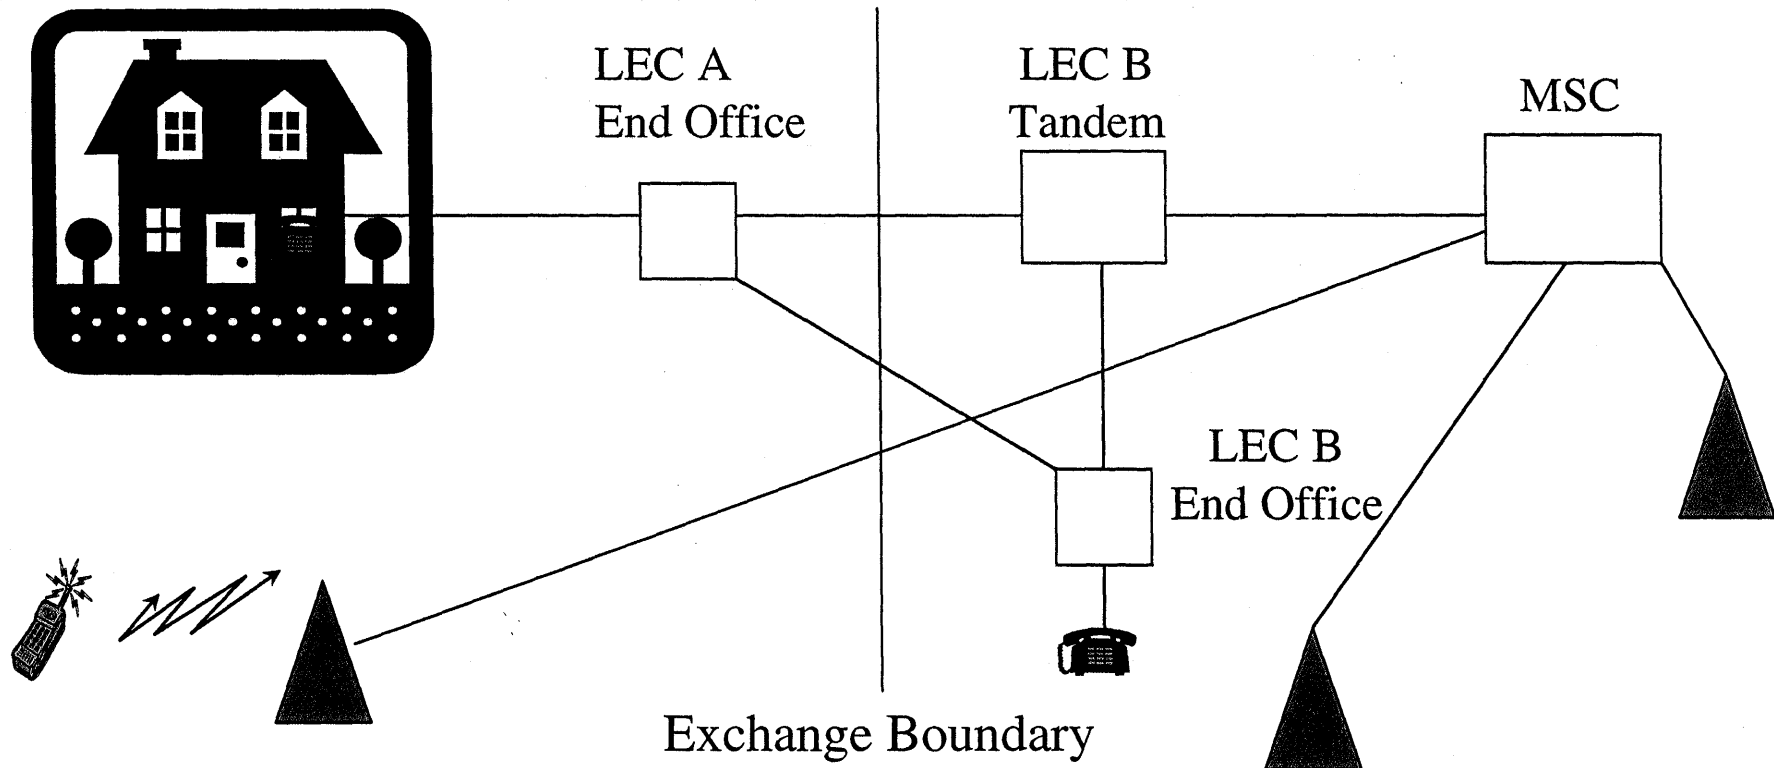 LEC A
End Office
LEC B
Tandem
MSC
LEC B
End Office
Exchange Boundary